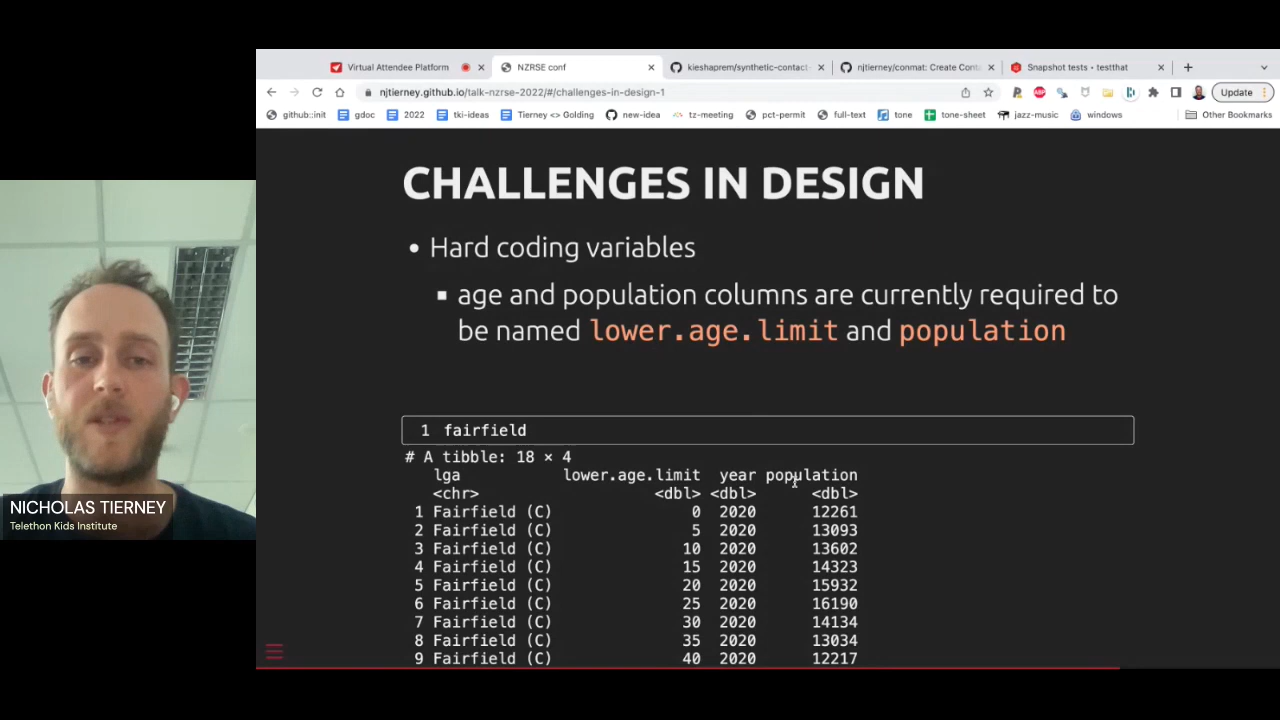 Virtual Attendee Platform
NZRSE conf
kieshaprem/synthetic-contact-
njtierney/conmat: Create Cont
Snapshot tests • testthat
njtierney.github.io/talk-nzrse-2022/#/challenges-in-design-1
Update
github::init
gdoc
2022
tki-ideas
Tierney <> Golding
new-idea
tz-meeting
pct-permit
full-text
tone
tone-sheet
jazz-music
windows
Other Bookmarks
CHALLENGES IN DESIGN
• Hard coding variables
▪ age and population columns are currently required to
be named lower.age.limit and population
1 fairfield
# A tibble: 18 × 4
lga lower.age.limit year population
<chr> <dbl> <dbl> <dbl>
1 Fairfield (C) 0 2020 12261
2 Fairfield (C) 5 2020 13093
3 Fairfield (C) 10 2020 13602
4 Fairfield (C) 15 2020 14323
5 Fairfield (C) 20 2020 15932
6 Fairfield (C) 25 2020 16190
7 Fairfield (C) 30 2020 14134
8 Fairfield (C) 35 2020 13034
9 Fairfield (C) 40 2020 12217
NICHOLAS TIERNEY
Telethon Kids Institute